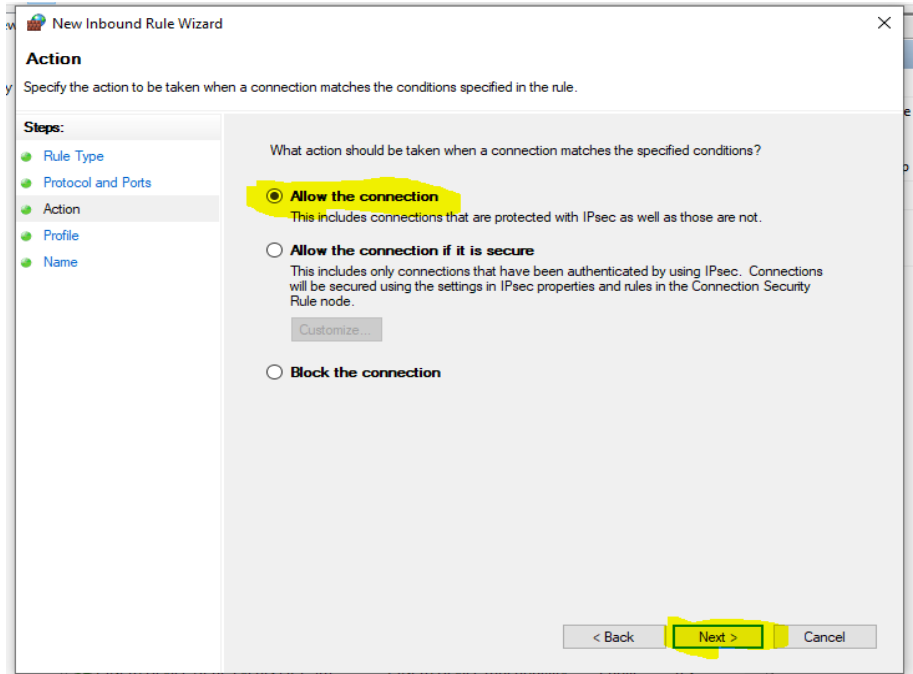 New Inbound Rule Wizard
Action
Specify the action to be taken when a connection matches the conditions specified in the rule.
Steps:
Rule Type
Protocol and Ports
Action
Profile
Name
What action should be taken when a connection matches the specified conditions?
Allow the connection
This includes connections that are protected with IPsec as well as those are not.
Allow the connection if it is secure
This includes only connections that have been authenticated by using IPsec. Connections
will be secured using the settings in IPsec properties and rules in the Connection Security
Rule node.
Customize...
Block the connection
< Back
Next >
Cancel